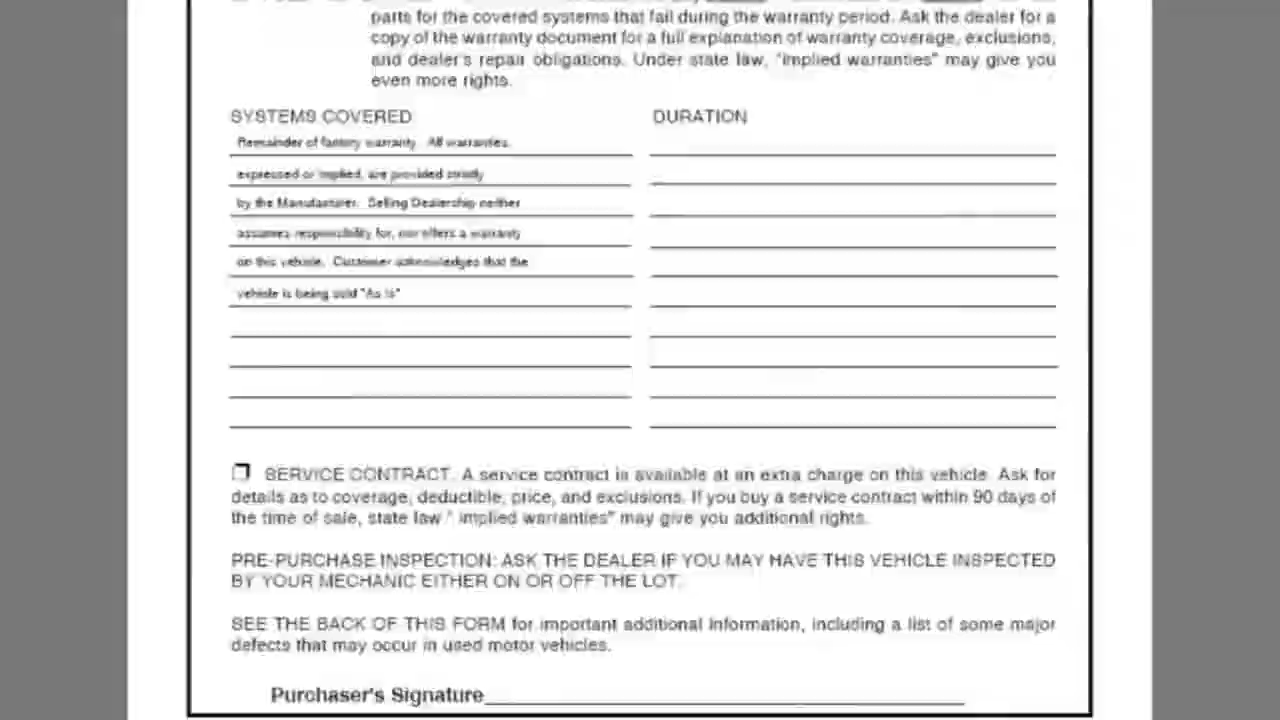 parts for the covered systems that fail during the warranty period. Ask the dealer for a
copy of the warranty document for a full explanation of warranty coverage, exclusions,
and dealer's repair obligations. Under state law, "implied warranties" may give you
even more rights.
SYSTEMS COVERED
DURATION
Remainder of factory warranty. All warranties,
expressed or implied, are provided strictly
by the Manufacturer. Selling Dealership neither
assumes responsibility for, nor offers a warranty
on this vehicle. Customer acknowledges that the
vehicle is being sold "As Is"
SERVICE CONTRACT. A service contract is available at an extra charge on this vehicle. Ask for
details as to coverage, deductible, price, and exclusions. If you buy a service contract within 90 days of
the time of sale, state law " implied warranties" may give you additional rights.
PRE-PURCHASE INSPECTION: ASK THE DEALER IF YOU MAY HAVE THIS VEHICLE INSPECTED
BY YOUR MECHANIC EITHER ON OR OFF THE LOT.
SEE THE BACK OF THIS FORM for important additional information, including a list of some major
defects that may occur in used motor vehicles.
Purchaser's Signature